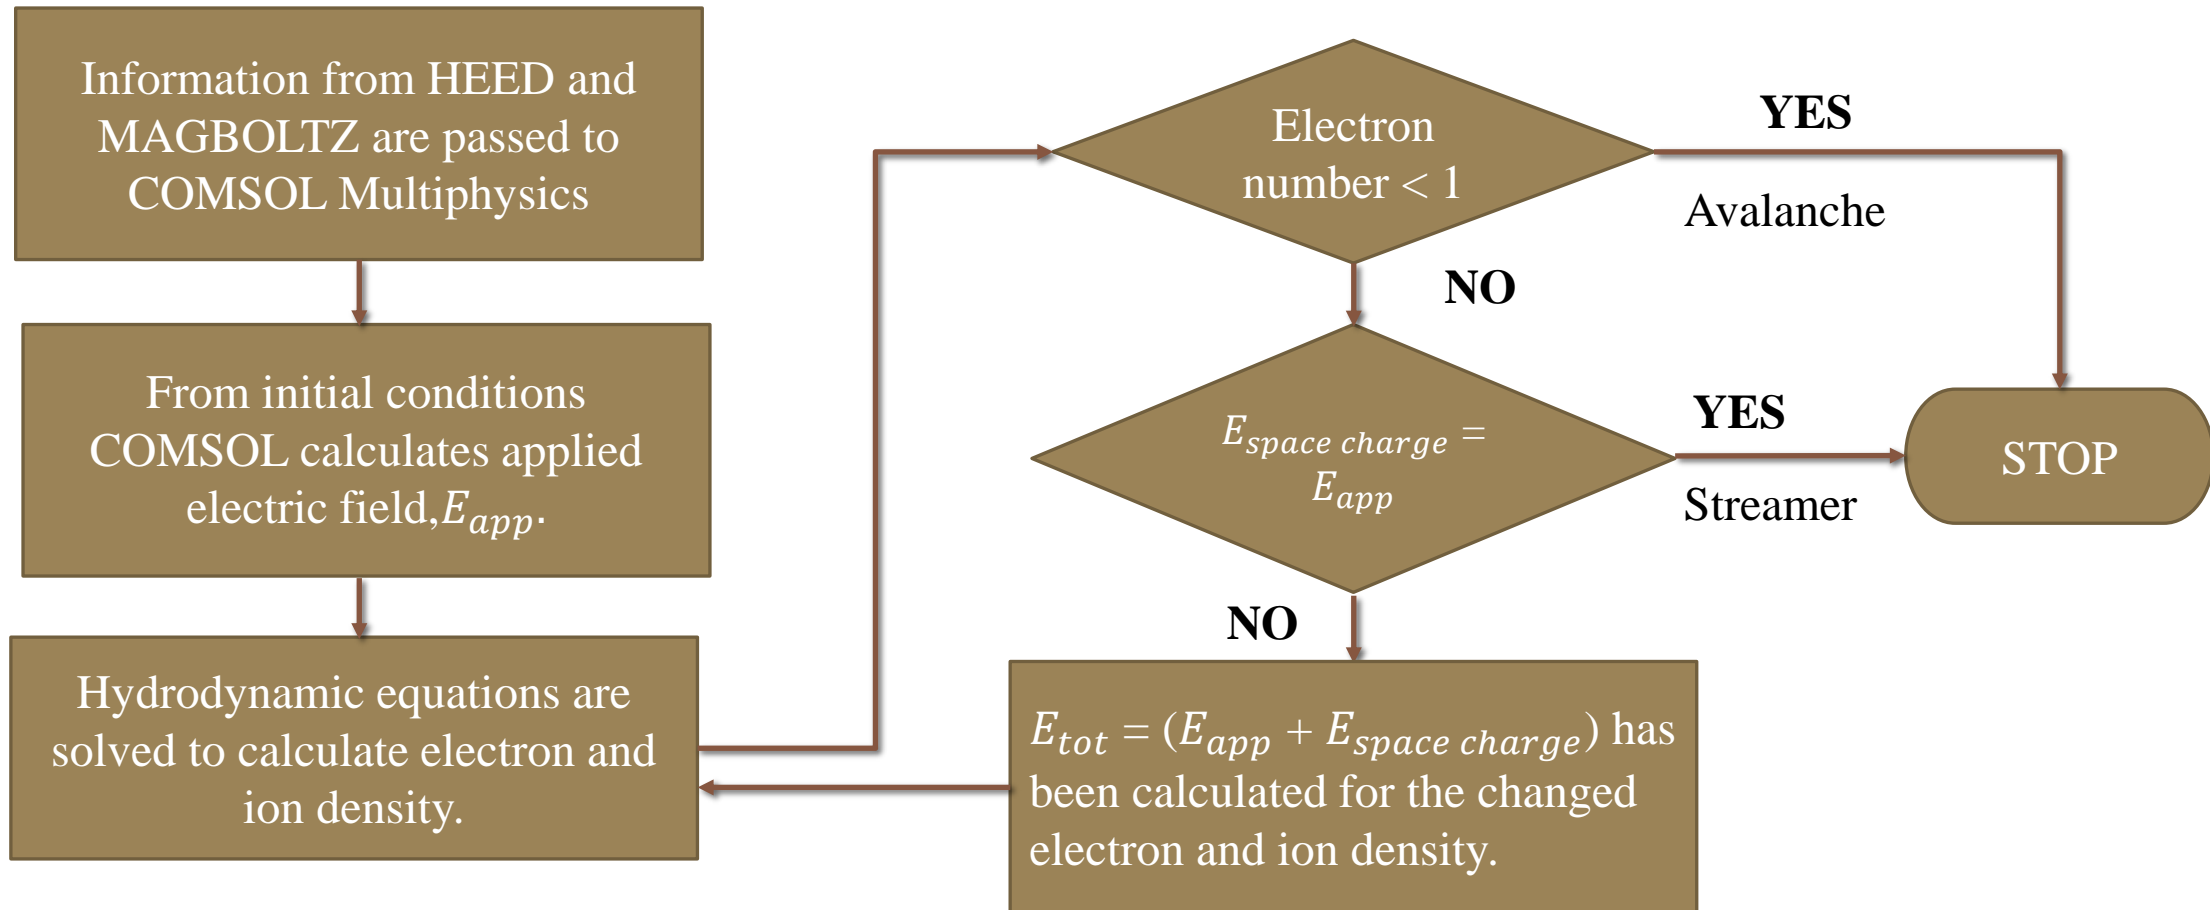 Information from HEED and
MAGBOLTZ are passed to
COMSOL Multiphysics
From initial conditions
COMSOL calculates applied
electric field,E_app.
Hydrodynamic equations are
solved to calculate electron and
ion density.
Electron
number < 1
YES
Avalanche
NO
E_space charge =
E_app
YES
Streamer
STOP
NO
E_tot = (E_app + E_space charge) has
been calculated for the changed
electron and ion density.